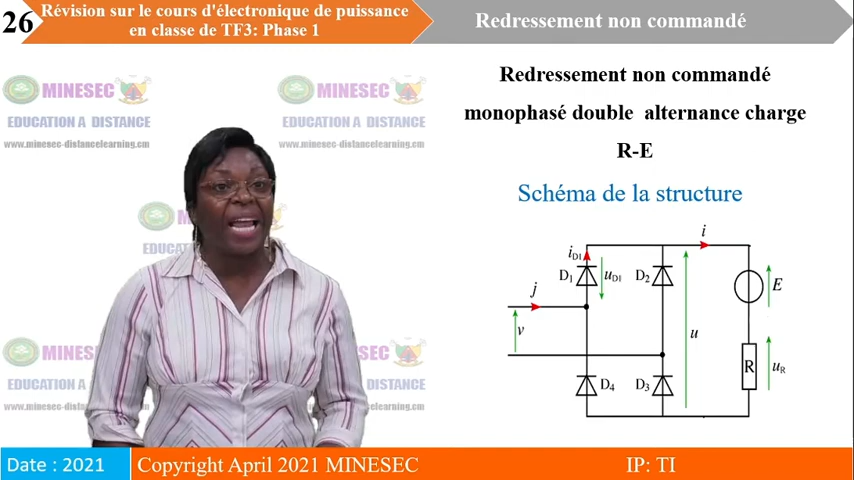 26
Révision sur le cours d'électronique de puissance
en classe de TF3: Phase 1
Redressement non commandé
MINESEC
EDUCATION A DISTANCE
www.minesec-distancelearning.cm
MINESEC
EDUCATION A DISTANCE
www.minesec-distancelearning.cm
Redressement non commandé
monophasé double alternance charge
R-E
Schéma de la structure
i
iD1
D1
uD1
D2
E
j
v
u
R
uR
D4
D3
MINESEC
EDUCATION A DISTANCE
Date : 2021
Copyright April 2021 MINESEC
IP: TI